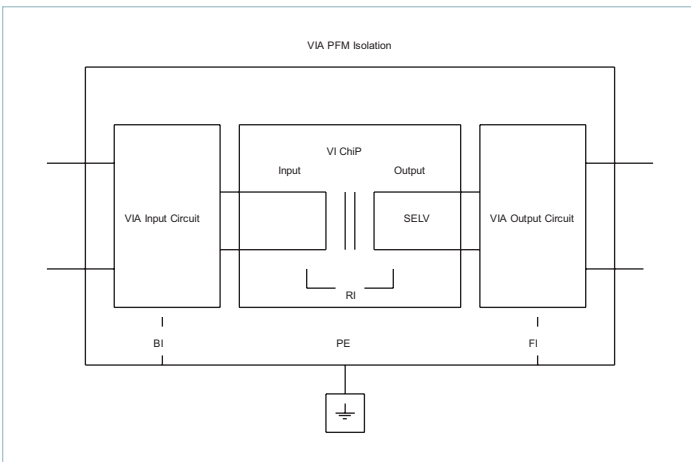 VIA PFM Isolation
VI ChiP
Input
Output
VIA Input Circuit
SELV
VIA Output Circuit
RI
BI
PE
FI